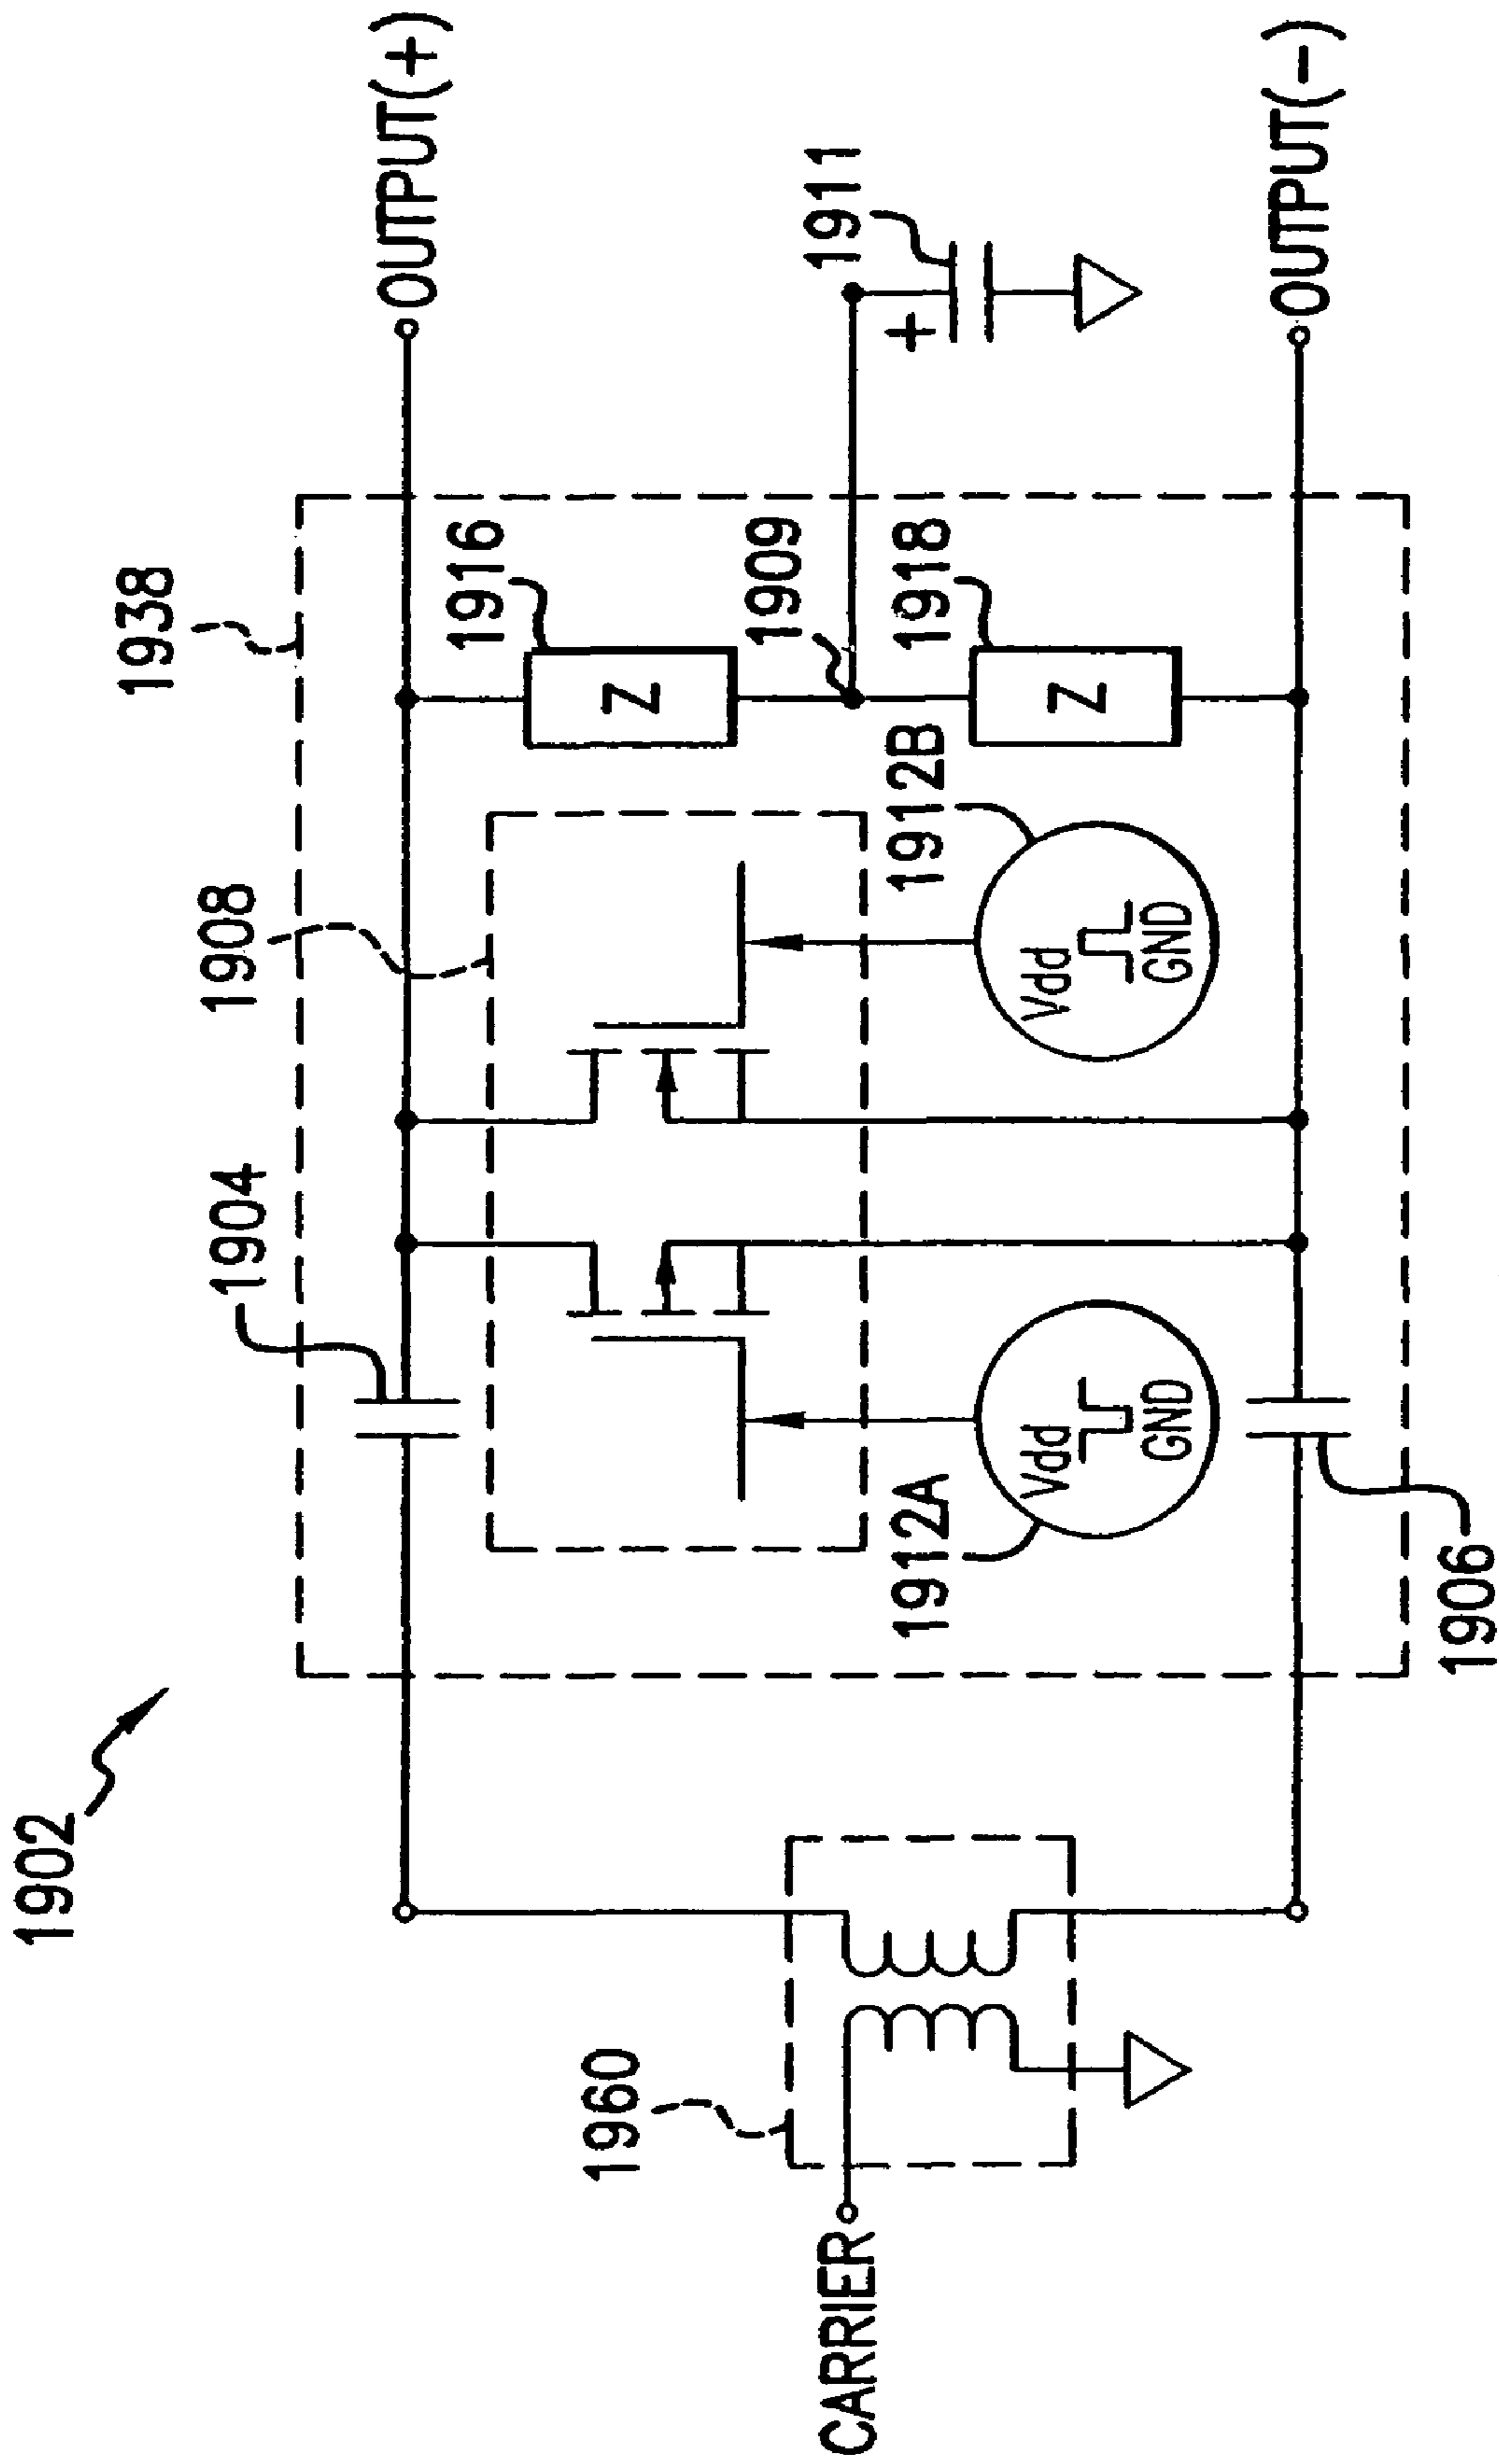 1902
1938
1904
1908
OUTPUT(+)
1916
1960
1909
1911
CARRIER
1912A
1912B
1918
Z
Z
Vdd
GND
Vdd
GND
1906
OUTPUT(-)
+